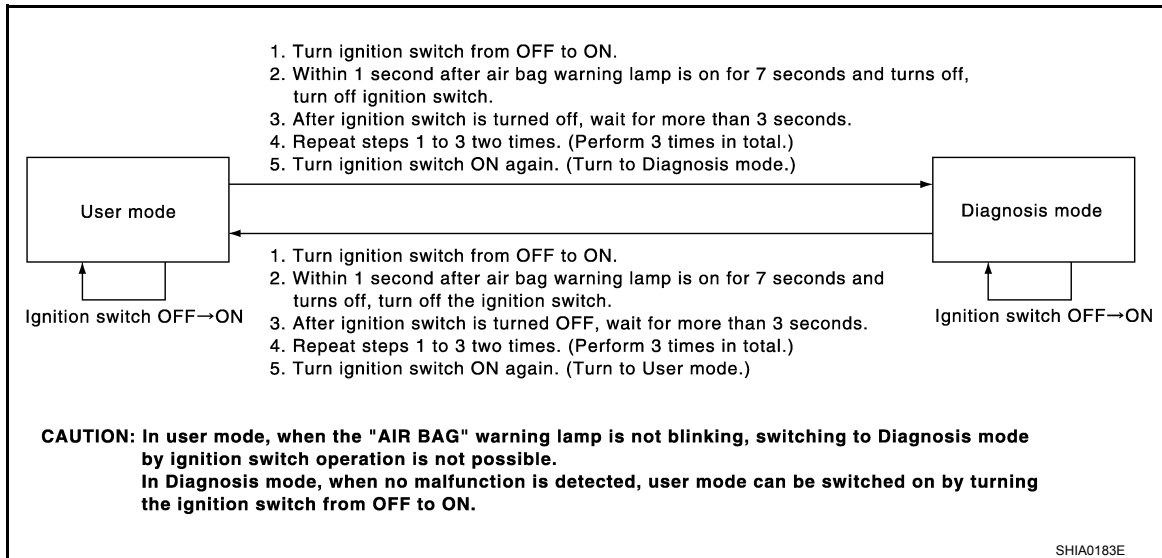 1. Turn ignition switch from OFF to ON.
2. Within 1 second after air bag warning lamp is on for 7 seconds and turns off,
turn off ignition switch.
3. After ignition switch is turned off, wait for more than 3 seconds.
4. Repeat steps 1 to 3 two times. (Perform 3 times in total.)
5. Turn ignition switch ON again. (Turn to Diagnosis mode.)
User mode
Diagnosis mode
1. Turn ignition switch from OFF to ON.
2. Within 1 second after air bag warning lamp is on for 7 seconds and
turns off, turn off the ignition switch.
3. After ignition switch is turned OFF, wait for more than 3 seconds.
4. Repeat steps 1 to 3 two times. (Perform 3 times in total.)
5. Turn ignition switch ON again. (Turn to User mode.)
Ignition switch OFF→ON
Ignition switch OFF→ON
CAUTION: In user mode, when the "AIR BAG" warning lamp is not blinking, switching to Diagnosis mode
by ignition switch operation is not possible.
In Diagnosis mode, when no malfunction is detected, user mode can be switched on by turning
the ignition switch from OFF to ON.
SHIA0183E